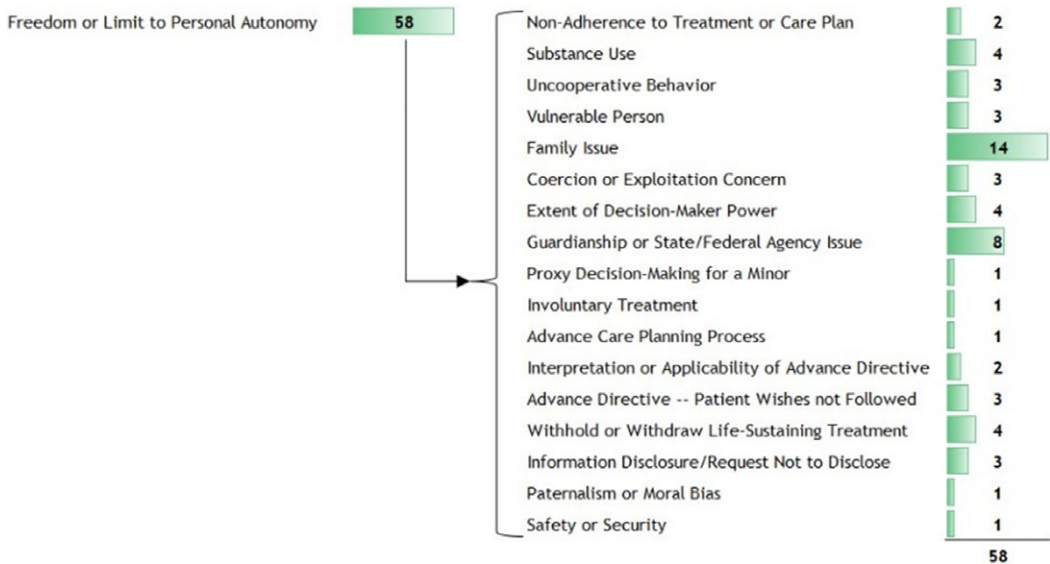 Freedom or Limit to Personal Autonomy 58
Non-Adherence to Treatment or Care Plan 2
Substance Use 4
Uncooperative Behavior 3
Vulnerable Person 3
Family Issue 14
Coercion or Exploitation Concern 3
Extent of Decision-Maker Power 4
Guardianship or State/Federal Agency Issue 8
Proxy Decision-Making for a Minor 1
Involuntary Treatment 1
Advance Care Planning Process 1
Interpretation or Applicability of Advance Directive 2
Advance Directive -- Patient Wishes not Followed 3
Withhold or Withdraw Life-Sustaining Treatment 4
Information Disclosure/Request Not to Disclose 3
Paternalism or Moral Bias 1
Safety or Security 1
58